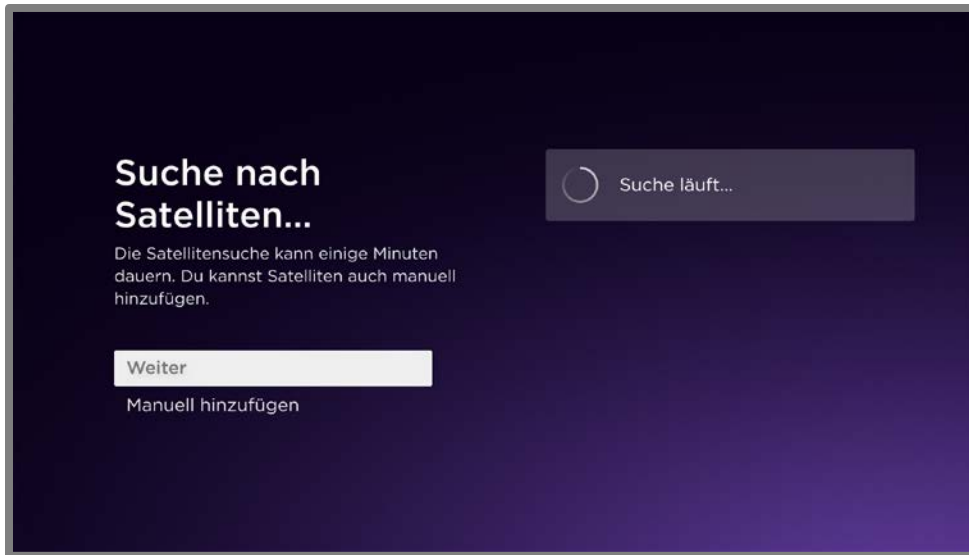 Suche nach
Satelliten...
Die Satellitensuche kann einige Minuten
dauern. Du kannst Satelliten auch manuell
hinzufügen.
Weiter
Manuell hinzufügen
Suche läuft...